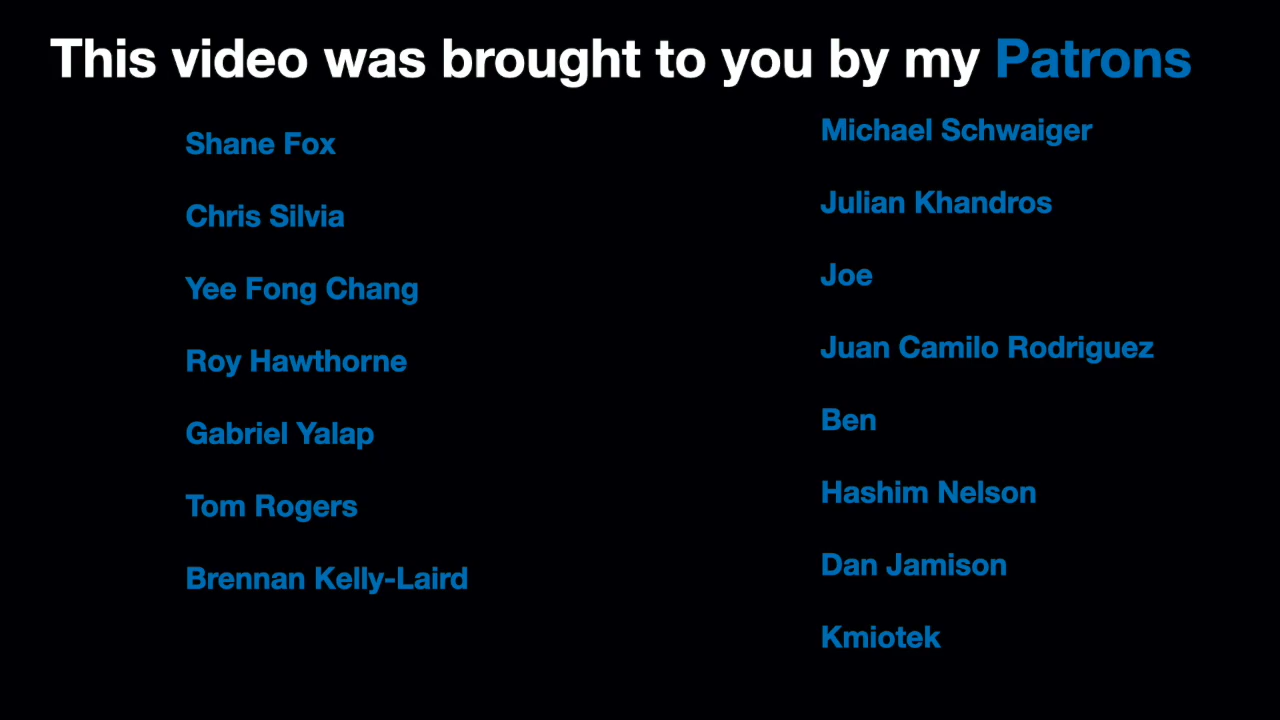 This video was brought to you by my Patrons
Shane Fox
Chris Silvia
Yee Fong Chang
Roy Hawthorne
Gabriel Yalap
Tom Rogers
Brennan Kelly-Laird
Michael Schwaiger
Julian Khandros
Joe
Juan Camilo Rodriguez
Ben
Hashim Nelson
Dan Jamison
Kmiotek